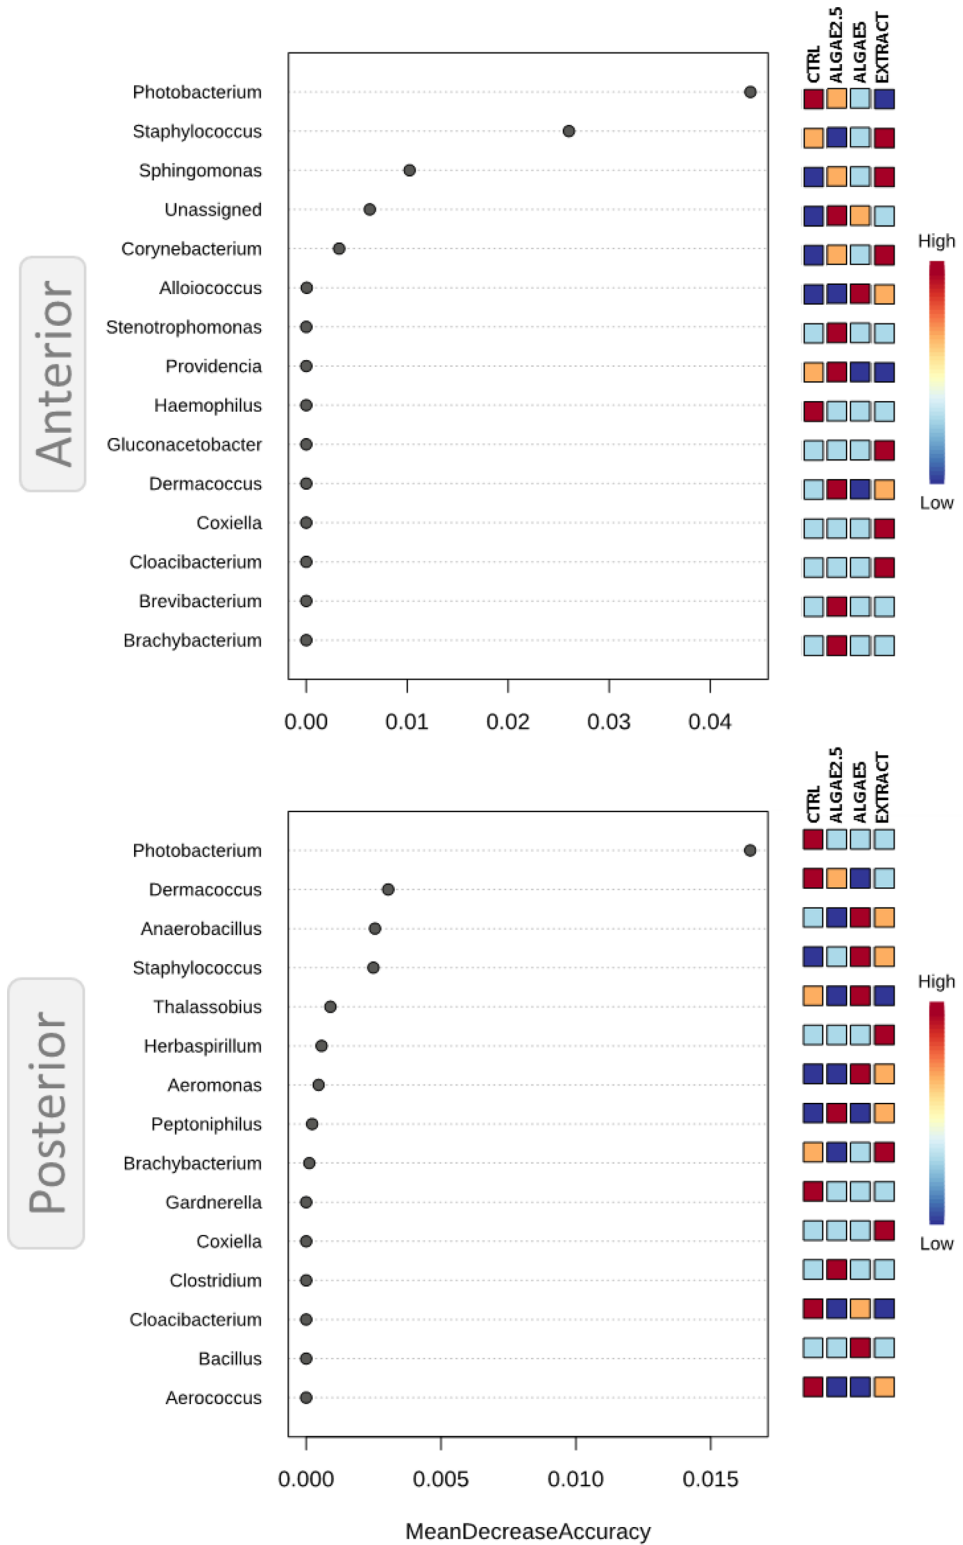 CTRL ALGAE2.5 ALGAE5 EXTRACT
Anterior
Photobacterium
Staphylococcus
Sphingomonas
Unassigned
Corynebacterium
Alloiococcus
Stenotrophomonas
Providencia
Haemophilus
Gluconacetobacter
Dermacoccus
Coxiella
Cloacibacterium
Brevibacterium
Brachybacterium
High
Low
0.00 0.01 0.02 0.03 0.04
CTRL ALGAE2.5 ALGAE5 EXTRACT
Posterior
Photobacterium
Dermacoccus
Anaerobacillus
Staphylococcus
Thalassobius
Herbaspirillum
Aeromonas
Peptoniphilus
Brachybacterium
Gardnerella
Coxiella
Clostridium
Cloacibacterium
Bacillus
Aerococcus
High
Low
0.000 0.005 0.010 0.015
MeanDecreaseAccuracy